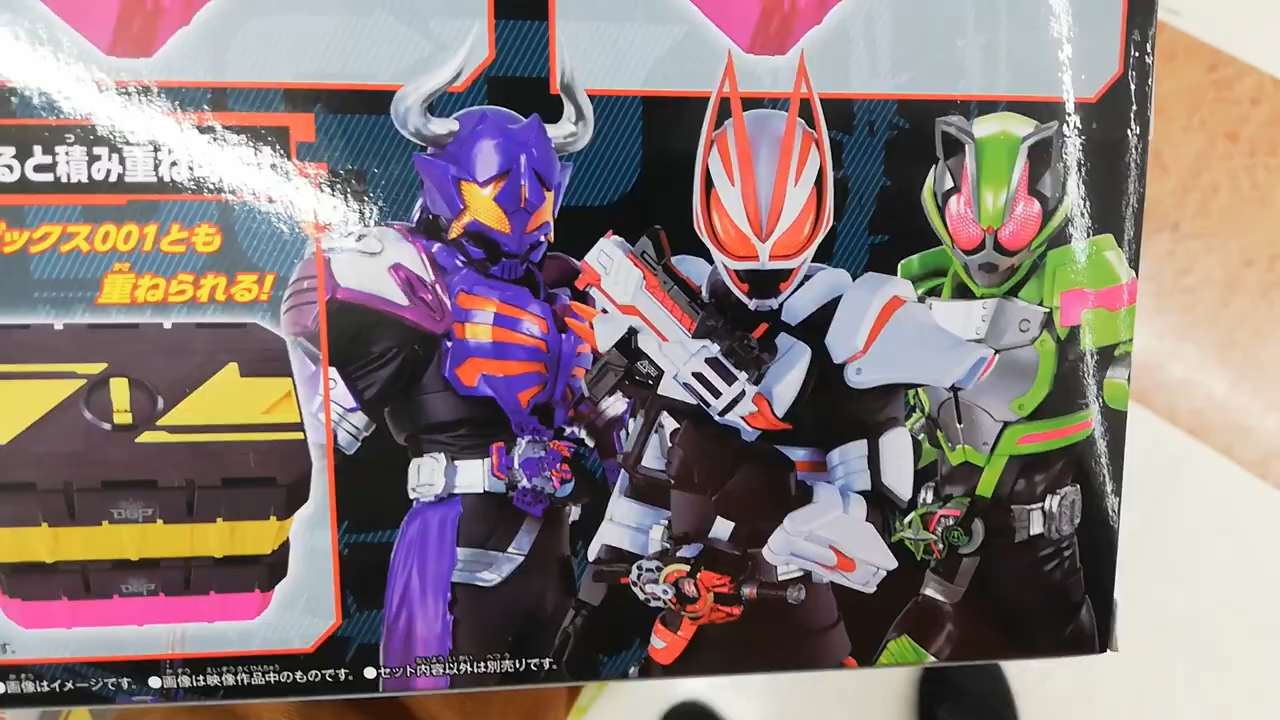 ると積み重ね
ックス001とも
重ねられる!
DGP
DGP
画像はイメージです。 ●画像は映像作品中のものです。 ●セット内容以外は別売りです。